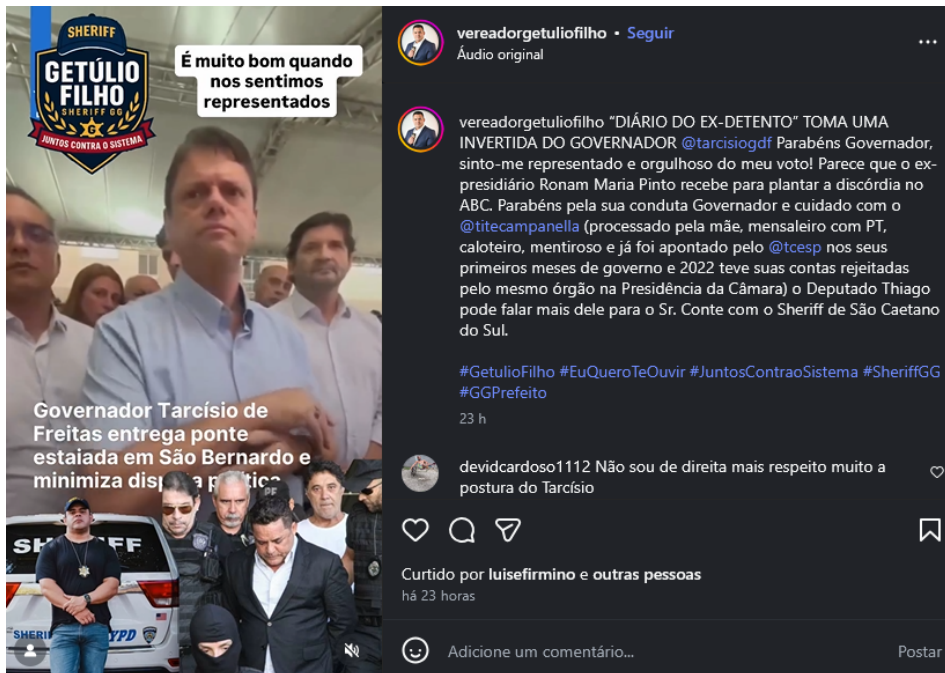 SHERIFF
GETÚLIO
FILHO
SHERIFF GG
G
JUNTOS CONTRA O SISTEMA
É muito bom quando
nos sentimos
representados
Governador Tarcísio de
Freitas entrega ponte
estaiada em São Bernardo e
minimiza disputa política
SHERIFF
PF
SHERIFF
YPD
vereadorgetuliofilho • Seguir
Áudio original
vereadorgetuliofilho “DIÁRIO DO EX-DETENTO” TOMA UMA
INVERTIDA DO GOVERNADOR @tarcisiogdf Parabéns Governador,
sinto-me representado e orgulhoso do meu voto! Parece que o ex-
presidiário Ronam Maria Pinto recebe para plantar a discórdia no
ABC. Parabéns pela sua conduta Governador e cuidado com o
@titecampanella (processado pela mãe, mensaleiro com PT,
caloteiro, mentiroso e já foi apontado pelo @tcesp nos seus
primeiros meses de governo e 2022 teve suas contas rejeitadas
pelo mesmo órgão na Presidência da Câmara) o Deputado Thiago
pode falar mais dele para o Sr. Conte com o Sheriff de São Caetano
do Sul.
#GetulioFilho #EuQueroTeOuvir #JuntosContraoSistema #SheriffGG
#GGPrefeito
23 h
devidcardoso1112 Não sou de direita mais respeito muito a
postura do Tarcísio
Curtido por luisefirmino e outras pessoas
há 23 horas
Adicione um comentário...
Postar